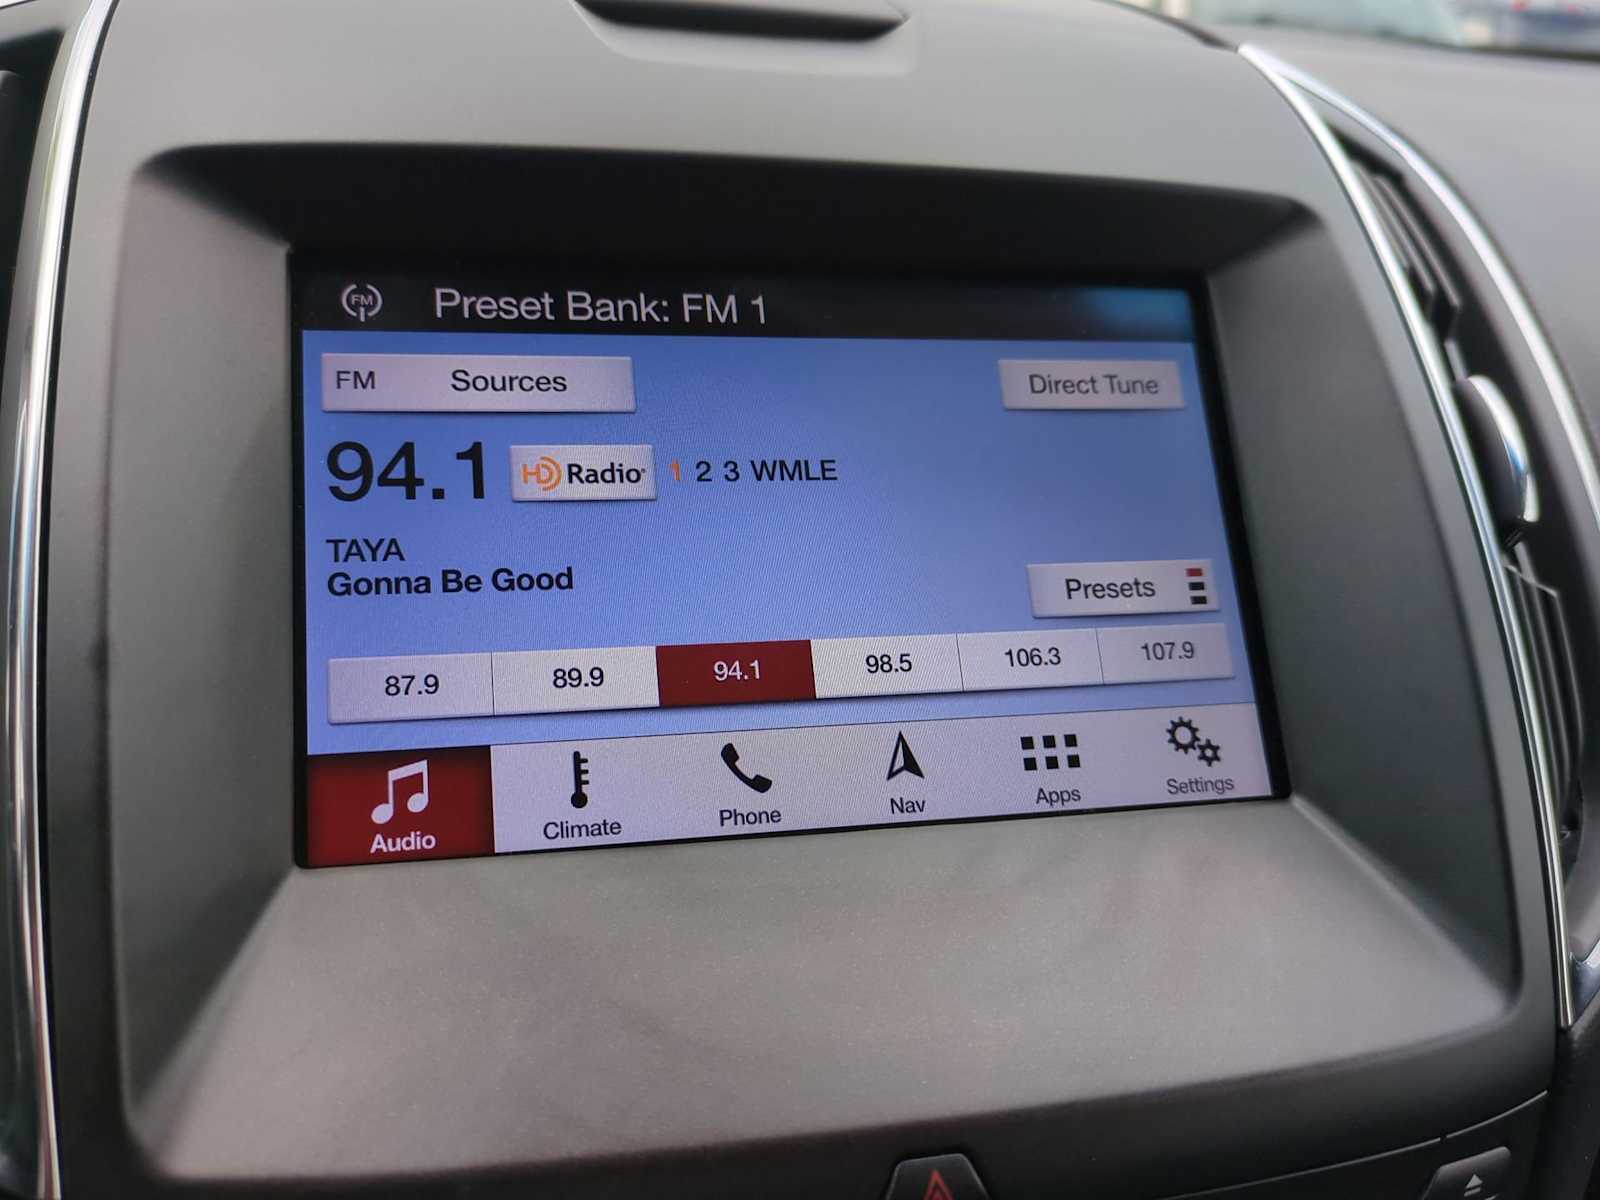 FM Preset Bank: FM 1
FM Sources Direct Tune
94.1 HD Radio 1 2 3 WMLE
TAYA
Gonna Be Good
Presets
87.9 89.9 94.1 98.5 106.3 107.9
Audio Climate Phone Nav Apps Settings